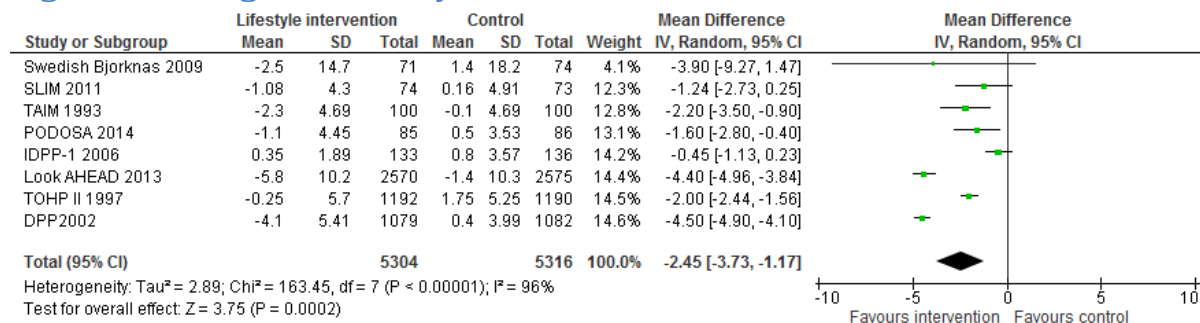 Lifestyle intervention Control Mean Difference Mean Difference
Study or Subgroup Mean SD Total Mean SD Total Weight IV, Random, 95% CI IV, Random, 95% CI
Swedish Bjorknas 2009 -2.5 14.7 71 1.4 18.2 74 4.1% -3.90 [-9.27, 1.47]
SLIM 2011 -1.08 4.3 74 0.16 4.91 73 12.3% -1.24 [-2.73, 0.25]
TAIM 1993 -2.3 4.69 100 -0.1 4.69 100 12.8% -2.20 [-3.50, -0.90]
PODOSA 2014 -1.1 4.45 85 0.5 3.53 86 13.1% -1.60 [-2.80, -0.40]
IDPP-1 2006 0.35 1.89 133 0.8 3.57 136 14.2% -0.45 [-1.13, 0.23]
Look AHEAD 2013 -5.8 10.2 2570 -1.4 10.3 2575 14.4% -4.40 [-4.96, -3.84]
TOHP II 1997 -0.25 5.7 1192 1.75 5.25 1190 14.5% -2.00 [-2.44, -1.56]
DPP2002 -4.1 5.41 1079 0.4 3.99 1082 14.6% -4.50 [-4.90, -4.10]
Total (95% CI) 5304 5316 100.0% -2.45 [-3.73, -1.17]
Heterogeneity: Tau² = 2.89; Chi² = 163.45, df = 7 (P < 0.00001); I² = 96%
Test for overall effect: Z = 3.75 (P = 0.0002)
-10 -5 0 5 10
Favours intervention Favours control